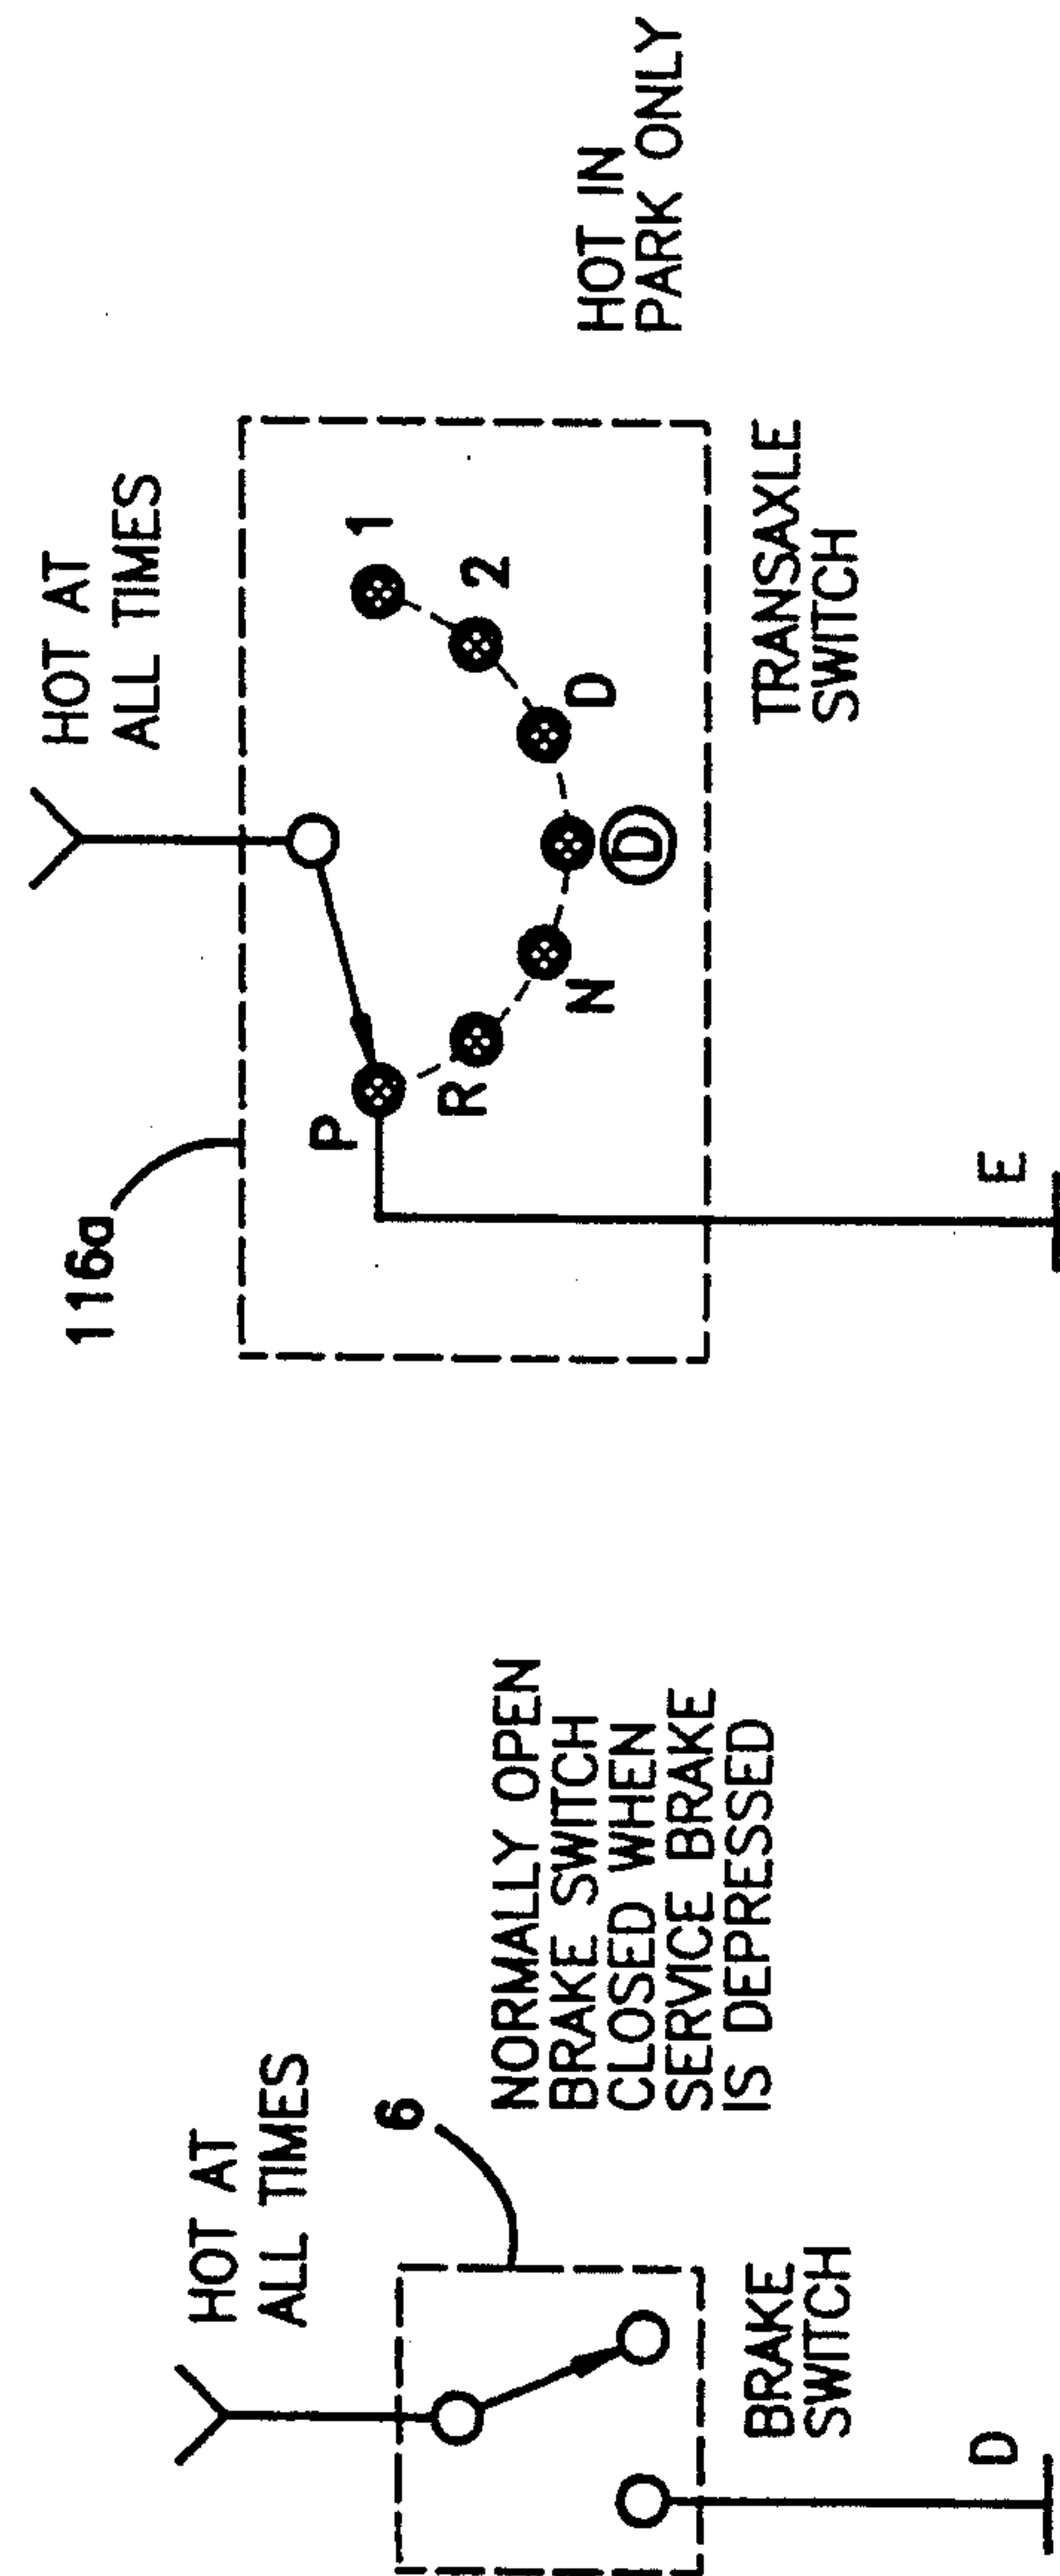 HOT AT
ALL TIMES
6
NORMALLY OPEN
BRAKE SWITCH
CLOSED WHEN
SERVICE BRAKE
IS DEPRESSED
BRAKE
SWITCH
D
116a
HOT AT
ALL TIMES
P
R
N
D
D
2
1
TRANSAXLE
SWITCH
E
HOT IN
PARK ONLY